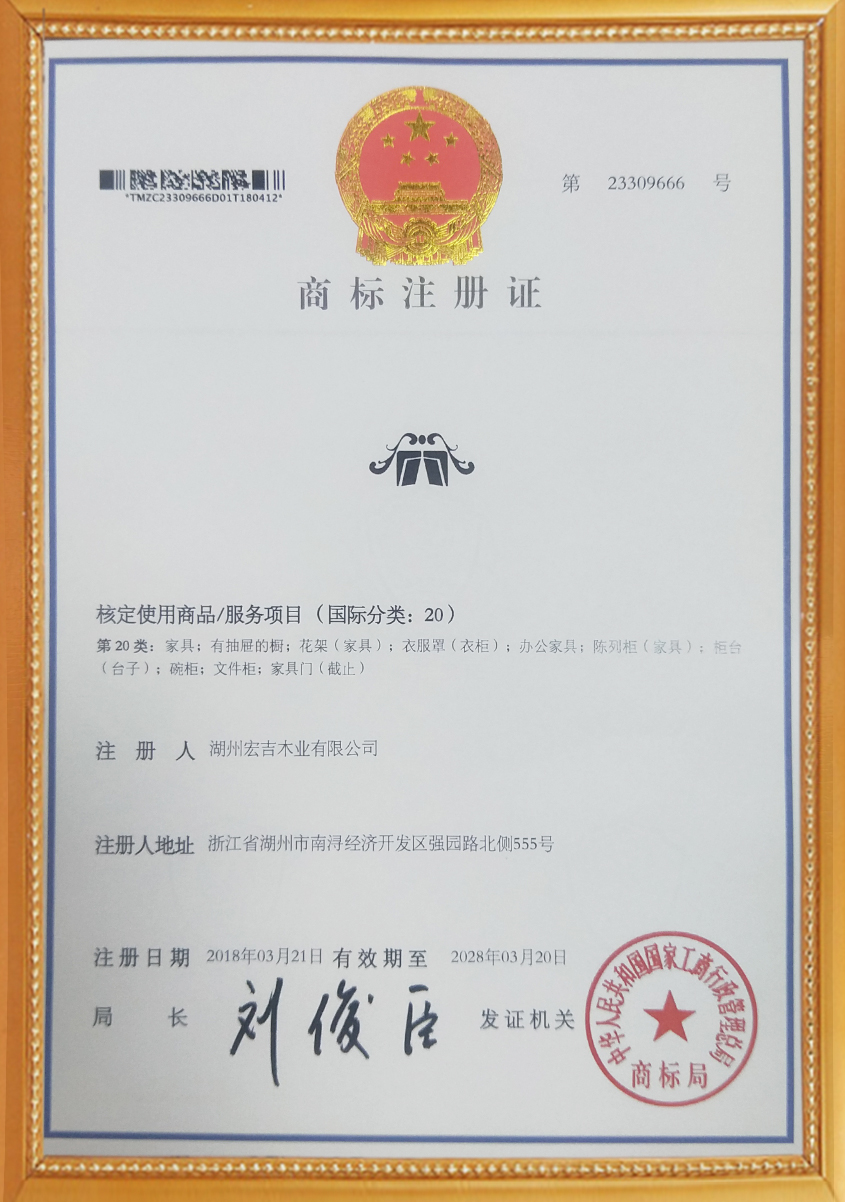 第 23309666 号
*TMZC23309666D01T180412*
商标注册证
核定使用商品/服务项目（国际分类：20）
第20类：家具；有抽屉的橱；花架（家具）；衣服罩（衣柜）；办公家具；陈列柜（家具）；柜台
（台子）；碗柜；文件柜；家具门（截止）
注册人 湖州宏吉木业有限公司
注册人地址 浙江省湖州市南浔经济开发区强园路北侧555号
注册日期 2018年03月21日 有效期至 2028年03月20日
局长 刘俊臣 发证机关
中华人民共和国国家工商行政管理总局
商标局